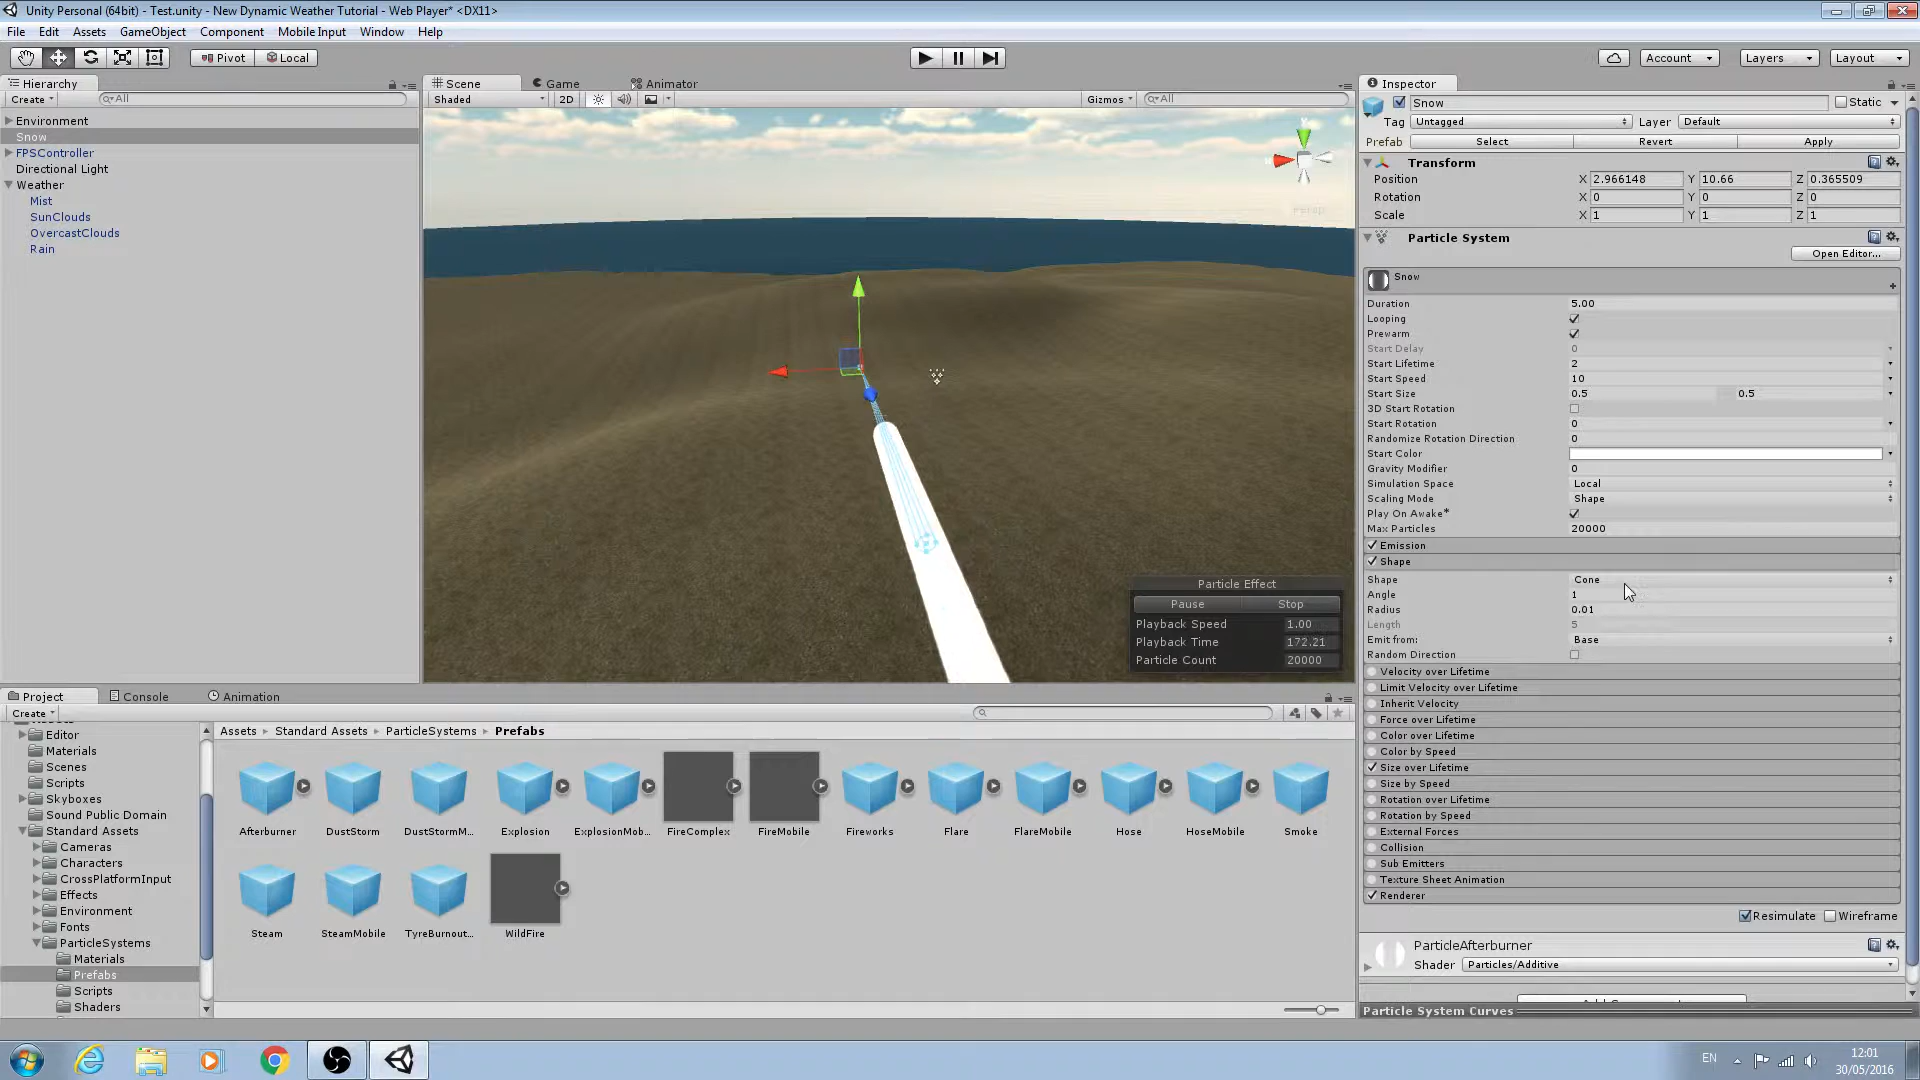 Unity Personal (64bit) - Test.unity - New Dynamic Weather Tutorial - Web Player* <DX11>
File Edit Assets GameObject Component Mobile Input Window Help
Pivot Local Account Layers Layout
Hierarchy
Create All
Environment
Snow
FPSController
Directional Light
Weather
Mist
SunClouds
OvercastClouds
Rain
Scene Game Animator
Shaded 2D Gizmos All
Persp
Particle Effect
Pause Stop
Playback Speed 1.00
Playback Time 172.21
Particle Count 20000
Inspector
Snow Static
Tag Untagged Layer Default
Prefab Select Revert Apply
Transform
Position X 2.966148 Y 10.66 Z 0.365509
Rotation X 0 Y 0 Z 0
Scale X 1 Y 1 Z 1
Particle System
Open Editor...
Snow
Duration 5.00
Looping
Prewarm
Start Delay 0
Start Lifetime 2
Start Speed 10
Start Size 0.5 0.5
3D Start Rotation
Start Rotation 0
Randomize Rotation Direction 0
Start Color
Gravity Modifier 0
Simulation Space Local
Scaling Mode Shape
Play On Awake*
Max Particles 20000
Emission
Shape
Shape Cone
Angle 1
Radius 0.01
Length 5
Emit from: Base
Random Direction
Velocity over Lifetime
Limit Velocity over Lifetime
Inherit Velocity
Force over Lifetime
Color over Lifetime
Color by Speed
Size over Lifetime
Size by Speed
Rotation over Lifetime
Rotation by Speed
External Forces
Collision
Sub Emitters
Texture Sheet Animation
Renderer
Resimulate Wireframe
ParticleAfterburner
Shader Particles/Additive
Particle System Curves
Project Console Animation
Create
Editor
Materials
Scenes
Scripts
Skyboxes
Sound Public Domain
Standard Assets
Cameras
Characters
CrossPlatformInput
Effects
Environment
Fonts
ParticleSystems
Materials
Prefabs
Scripts
Shaders
Assets Standard Assets ParticleSystems Prefabs
Afterburner DustStorm DustStormM... Explosion ExplosionMob... FireComplex FireMobile Fireworks Flare FlareMobile Hose HoseMobile Smoke
Steam SteamMobile TyreBurnout... WildFire
EN 12:01
30/05/2016